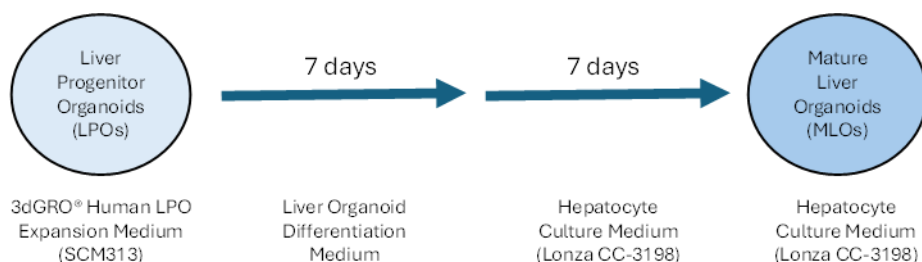 Liver
Progenitor
Organoids
(LPOs)
7 days
7 days
Mature
Liver
Organoids
(MLOs)
3dGRO® Human LPO
Expansion Medium
(SCM313)
Liver Organoid
Differentiation
Medium
Hepatocyte
Culture Medium
(Lonza CC-3198)
Hepatocyte
Culture Medium
(Lonza CC-3198)